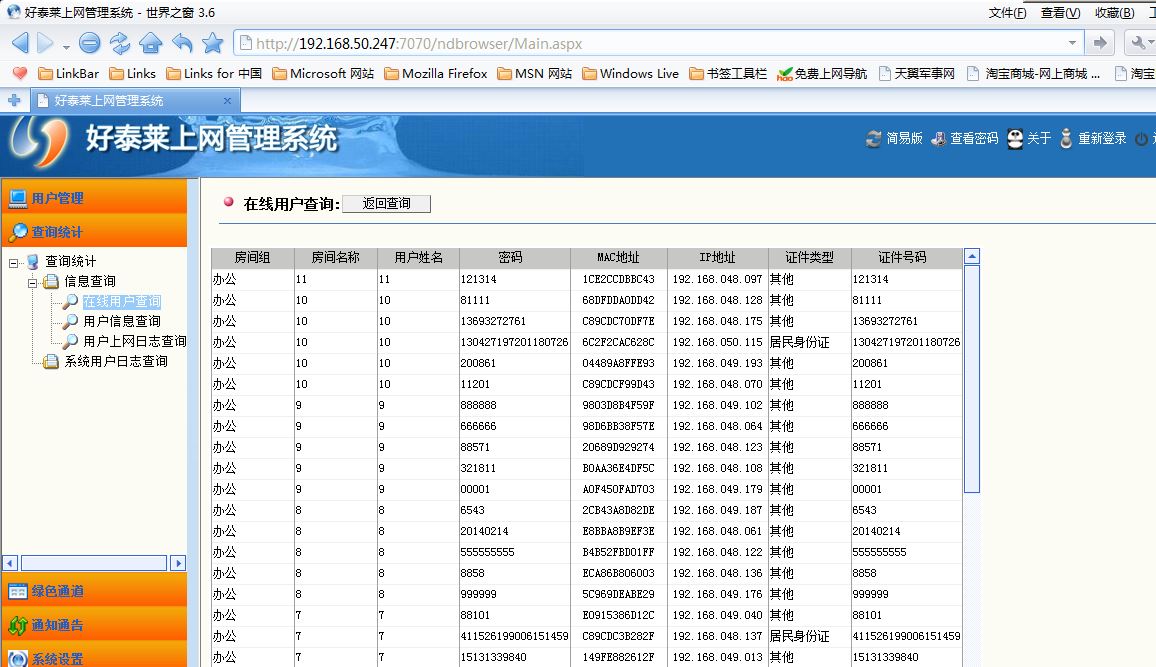 好泰莱上网管理系统 - 世界之窗 3.6
文件(F) 查看(V) 收藏(B)
http://192.168.50.247:7070/ndbrowser/Main.aspx
LinkBar Links Links for 中国 Microsoft 网站 Mozilla Firefox MSN 网站 Windows Live 书签工具栏 免费上网导航 天翼军事网 淘宝商城-网上商城 ... 淘宝
好泰莱上网管理系统
好泰莱上网管理系统
简易版 查看密码 关于 重新登录
用户管理
查询统计
查询统计
信息查询
在线用户查询
用户信息查询
用户上网日志查询
系统用户日志查询
绿色通道
通知通告
系统设置
在线用户查询: 返回查询
房间组 房间名称 用户姓名 密码 MAC地址 IP地址 证件类型 证件号码
办公 11 11 121314 1CE2CCDBBC43 192.168.048.097 其他 121314
办公 10 10 81111 68DFDDA0DD42 192.168.048.128 其他 81111
办公 10 10 13693272761 C89CDC70DF7E 192.168.048.175 其他 13693272761
办公 10 10 130427197201180726 6C2F2CAC628C 192.168.050.115 居民身份证 130427197201180726
办公 10 10 200861 04489A8FFE93 192.168.049.193 其他 200861
办公 10 10 11201 C89CDCF99D43 192.168.048.070 其他 11201
办公 9 9 888888 9803D8B4F59F 192.168.049.102 其他 888888
办公 9 9 666666 98D6BB38F57E 192.168.048.064 其他 666666
办公 9 9 88571 20689D929274 192.168.048.123 其他 88571
办公 9 9 321811 B0AA36E4DF5C 192.168.048.108 其他 321811
办公 9 9 00001 A0F450FAD703 192.168.049.179 其他 00001
办公 8 8 6543 2CB43A8D82DE 192.168.049.187 其他 6543
办公 8 8 20140214 E8BBA8B9EF3E 192.168.048.061 其他 20140214
办公 8 8 555555555 B4B52FBD01FF 192.168.048.122 其他 555555555
办公 8 8 8858 ECA86B806003 192.168.048.136 其他 8858
办公 8 8 999999 5C969DEABE29 192.168.049.176 其他 999999
办公 7 7 88101 E0915386D12C 192.168.049.040 其他 88101
办公 7 7 411526199006151459 C89CDC3B282F 192.168.048.137 居民身份证 411526199006151459
办公 7 7 15131339840 149FE882612F 192.168.049.013 其他 15131339840